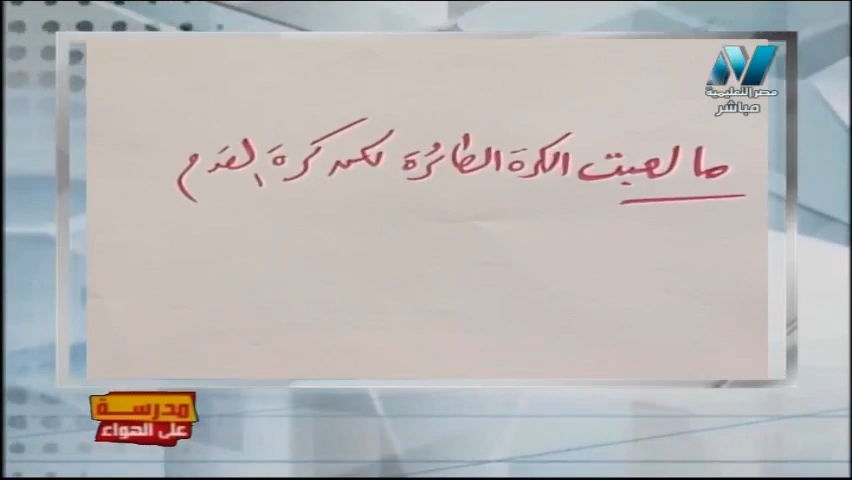 مصر التعليمية
مباشر
ما لعبت الكرة الطائرة لكن كرة القدم
مدرسة
على الهواء